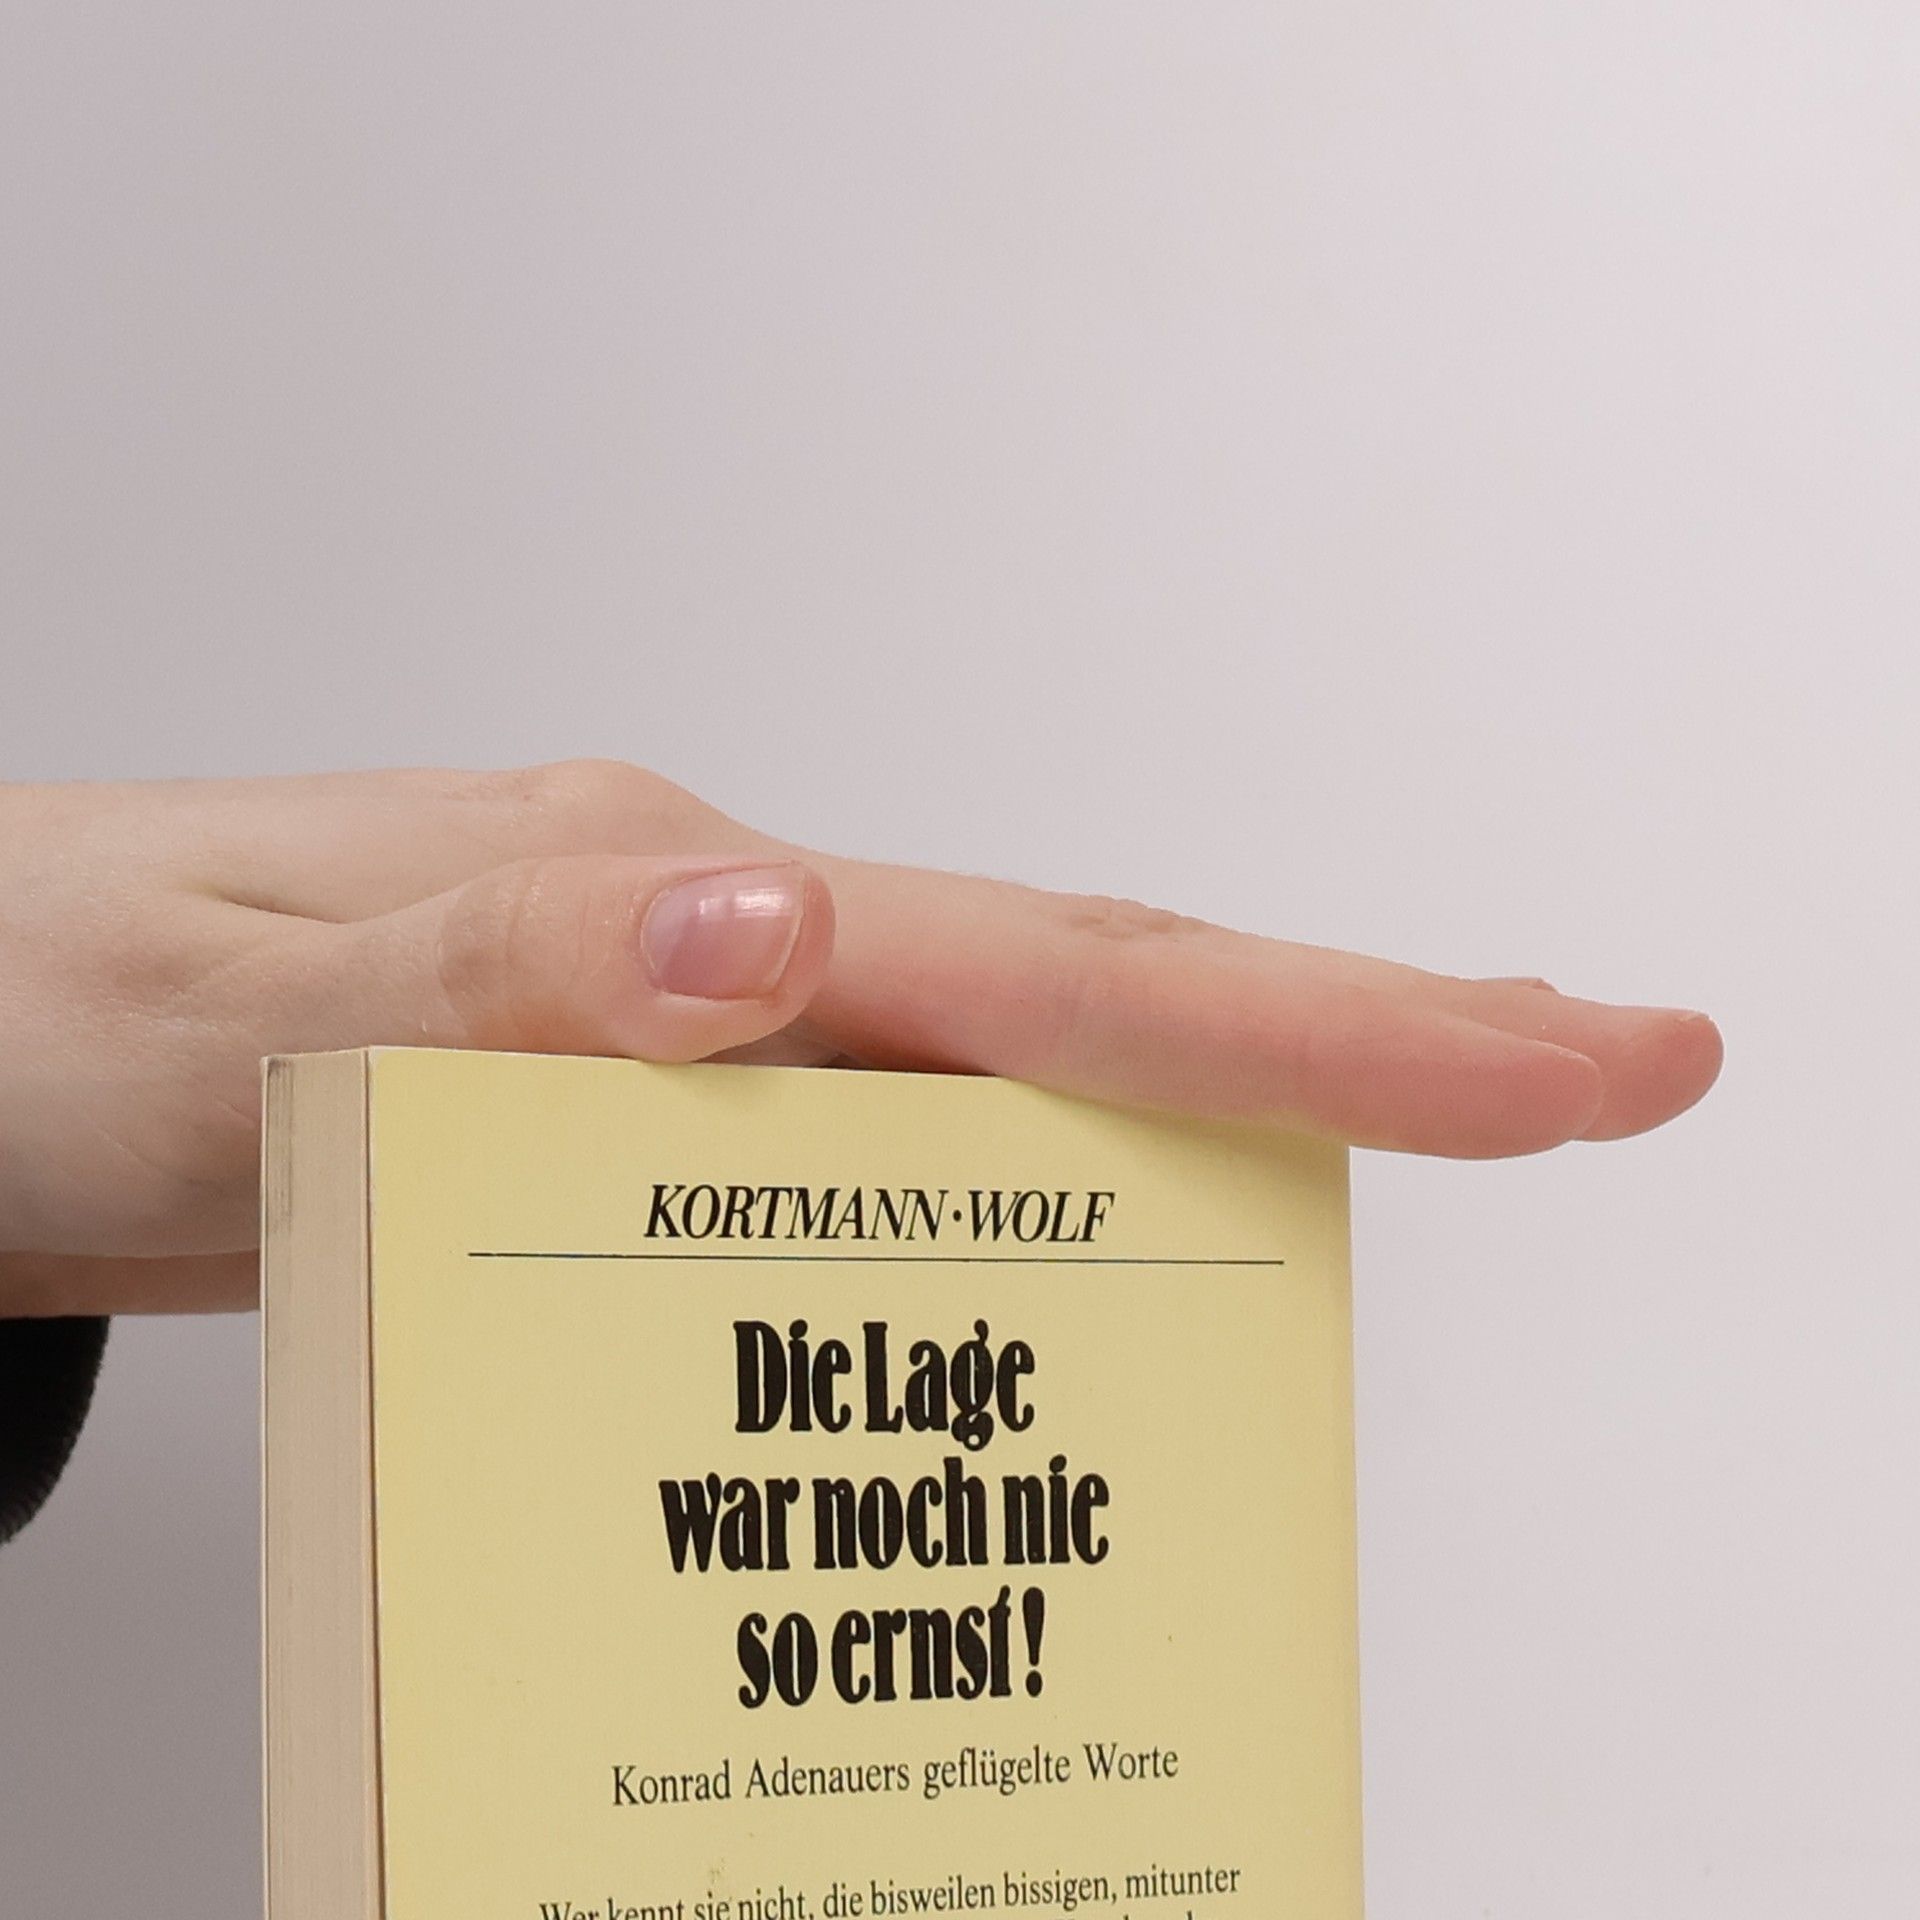 KORTMANN·WOLF
Die Lage
war noch nie
so ernst!
Konrad Adenauers geflügelte Worte
Wer kennt sie nicht, die bisweilen bissigen, mitunter